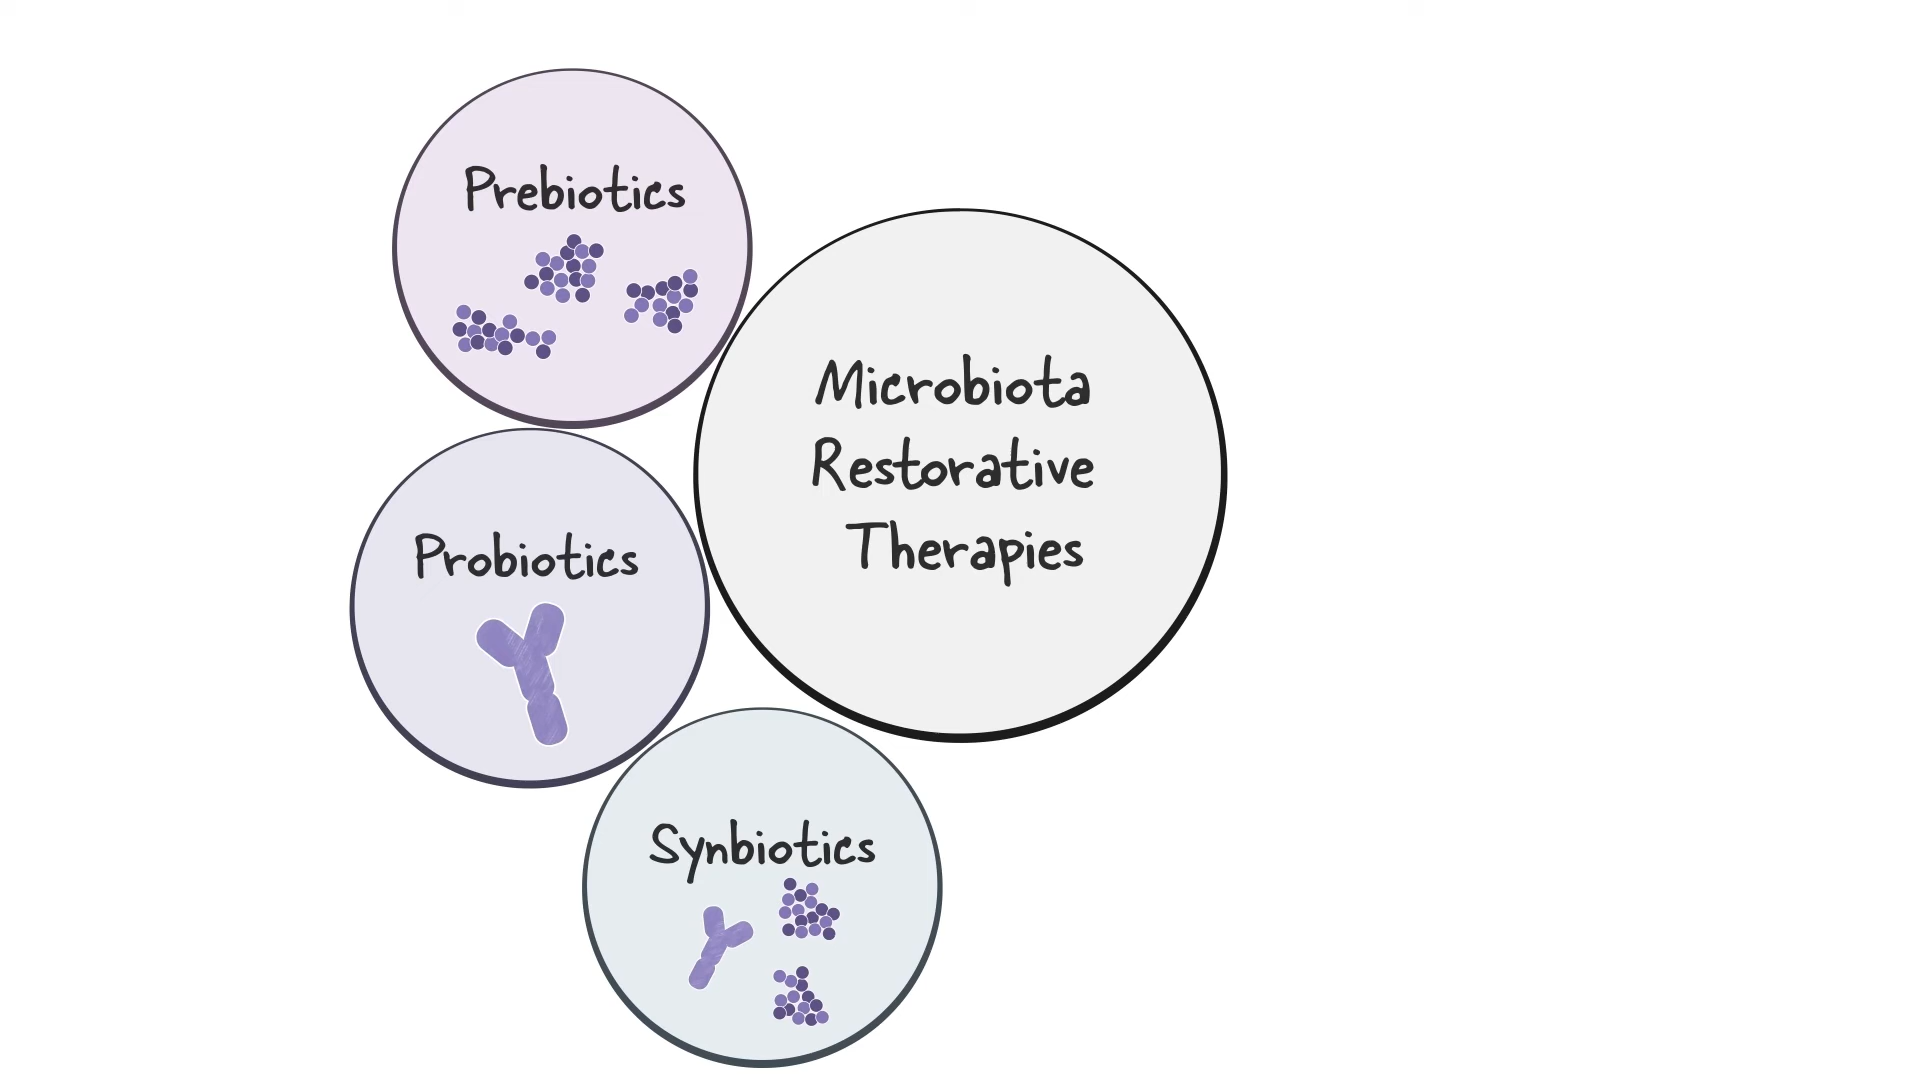 Prebiotics
Microbiota
Restorative
Therapies
Probiotics
Synbiotics